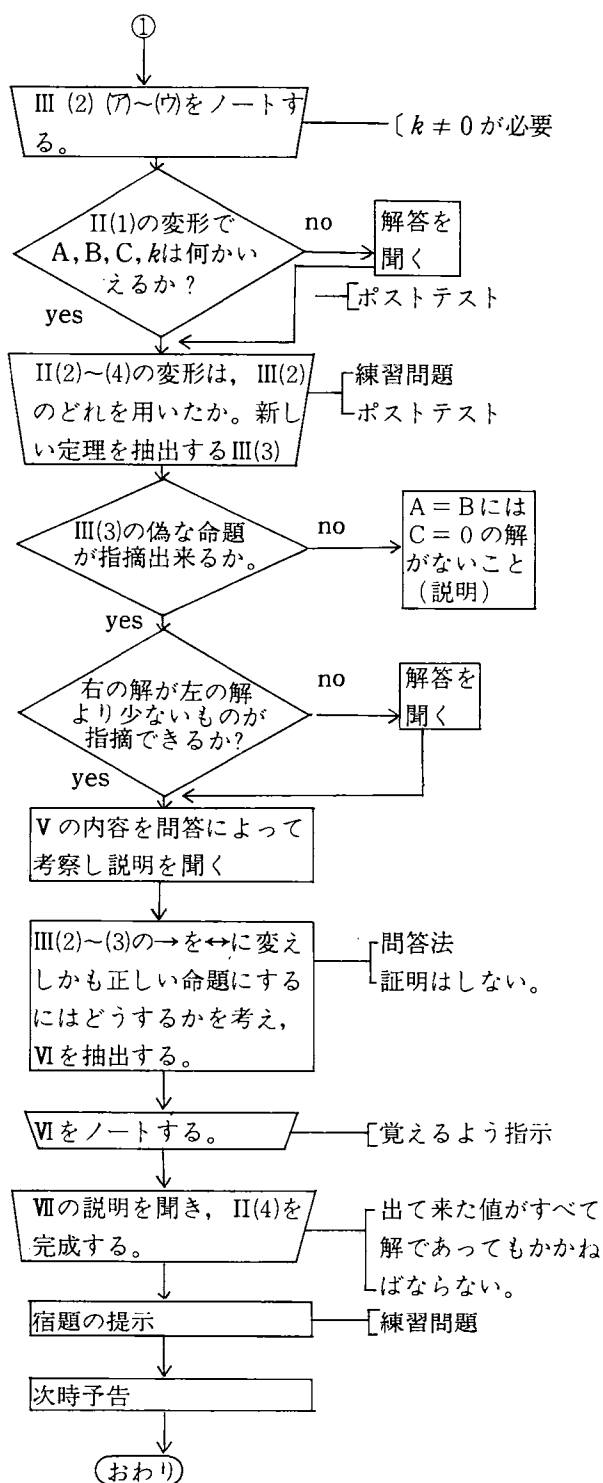 ①
III (2) (ア)~(ウ)をノートす
る。
〔k≠0が必要
II(1)の変形で
A, B, C, kは何かい
えるか？
no
解答を
聞く
ポストテスト
yes
II(2)~(4)の変形は，III(2)
のどれを用いたか。新し
い定理を抽出するIII(3)
練習問題
ポストテスト
III(3)の偽な命題
が指摘出来るか。
no
A＝Bには
C＝0の解
がないこと
(説明)
yes
右の解が左の解
より少ないものが
指摘できるか?
no
解答を
聞く
yes
Vの内容を問答によって
考察し説明を聞く
III(2)~(3)の→を↔に変え
しかも正しい命題にする
にはどうするかを考え，
VIを抽出する。
問答法
証明はしない。
VIをノートする。
覚えるよう指示
VIIの説明を聞き，II(4)を
完成する。
出て来た値がすべて
解であってもかかね
ばならない。
宿題の提示
練習問題
次時予告
おわり